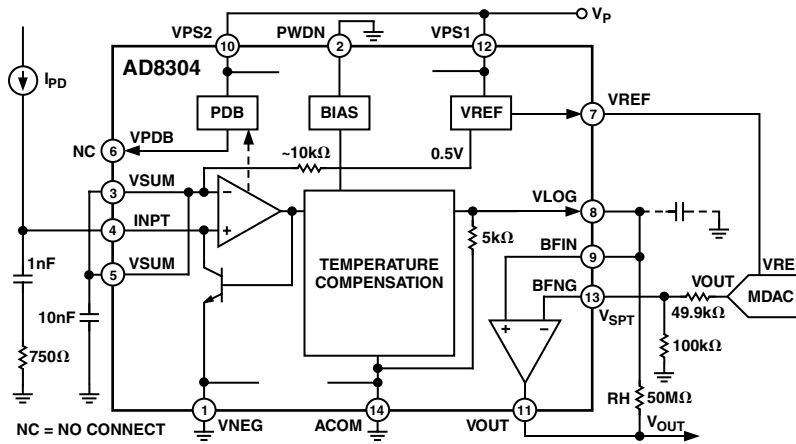 V_P
VPS2
PWDN
VPS1
10
2
12
AD8304
I_PD
PDB
BIAS
VREF
VREF
7
VPDB
NC
6
~10kΩ
0.5V
VSUM
3
−
VLOG
8
INPT
4
+
5kΩ
1nF
5
VSUM
TEMPERATURE
COMPENSATION
BFIN
9
BFNG
13
VOUT
VRE
MDAC
49.9kΩ
V_SPT
10nF
+
−
100kΩ
750Ω
RH
50MΩ
1
VNEG
ACOM
14
VOUT
11
V_OUT
NC = NO CONNECT